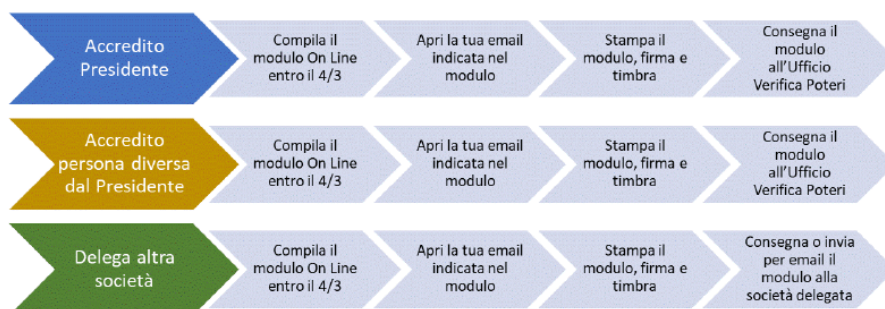 Accredito
Presidente
Compila il
modulo On Line
entro il 4/3
Apri la tua email
indicata nel
modulo
Stampa il
modulo, firma e
timbra
Consegna il
modulo
all'Ufficio
Verifica Poteri
Accredito
persona diversa
dal Presidente
Compila il
modulo On Line
entro il 4/3
Apri la tua email
indicata nel
modulo
Stampa il
modulo, firma e
timbra
Consegna il
modulo
all'Ufficio
Verifica Poteri
Delega altra
società
Compila il
modulo On Line
entro il 4/3
Apri la tua email
indicata nel
modulo
Stampa il
modulo, firma e
timbra
Consegna o invia
per email il
modulo alla
società delegata